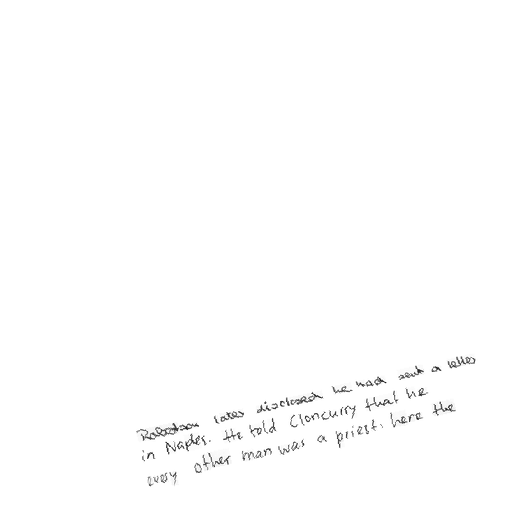 Robertson later disclosed he had sent a letter
in Naples. He told Cloncurry that he
every other man was a priest. here the